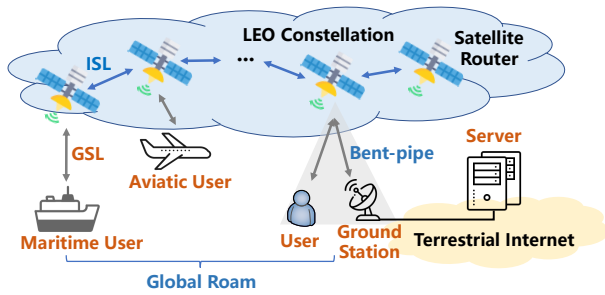 LEO Constellation
Satellite
Router
ISL
...
GSL
Bent-pipe
Server
Aviatic User
Maritime User
User
Ground
Station
Terrestrial Internet
Global Roam